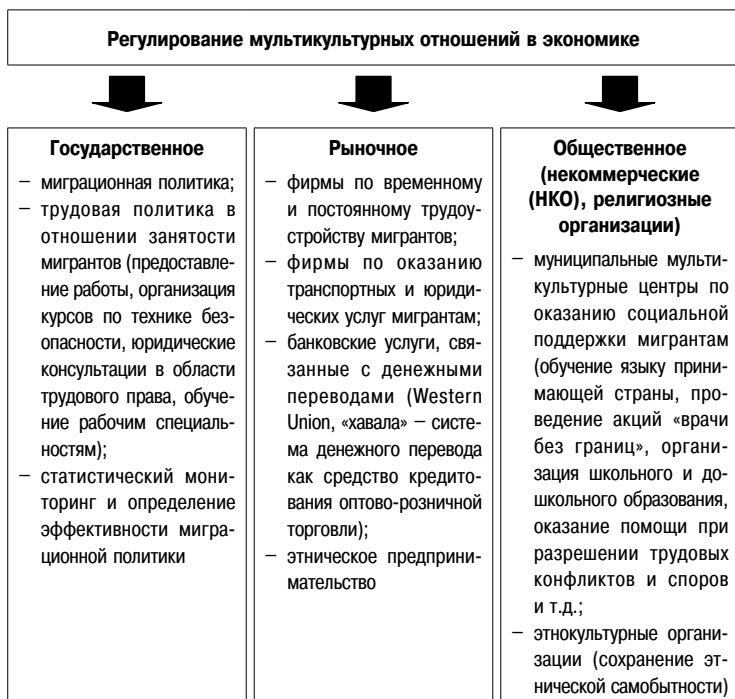 Регулирование мультикультурных отношений в экономике
Государственное
– миграционная политика;
– трудовая политика в
отношении занятости
мигрантов (предоставле-
ние работы, организация
курсов по технике без-
опасности, юридические
консультации в области
трудового права, обуче-
ние рабочим специаль-
ностям);
– статистический мони-
торинг и определение
эффективности мигра-
ционной политики
Рыночное
– фирмы по временному
и постоянному трудоу-
стройству мигрантов;
– фирмы по оказанию
транспортных и юриди-
ческих услуг мигрантам;
– банковские услуги, свя-
занные с денежными
переводами (Western
Union, «хавала» – систе-
ма денежного перевода
как средство кредито-
вания оптово-розничной
торговли);
– этническое предприни-
мательство
Общественное
(некоммерческие
(НКО), религиозные
организации)
– муниципальные мульти-
культурные центры по
оказанию социальной
поддержки мигрантам
(обучение языку прини-
мающей страны, про-
ведение акций «врачи
без границ», органи-
зация школьного и до-
школьного образования,
оказание помощи при
разрешении трудовых
конфликтов и споров
и т.д.;
– этнокультурные органи-
зации (сохранение эт-
нической самобытности)